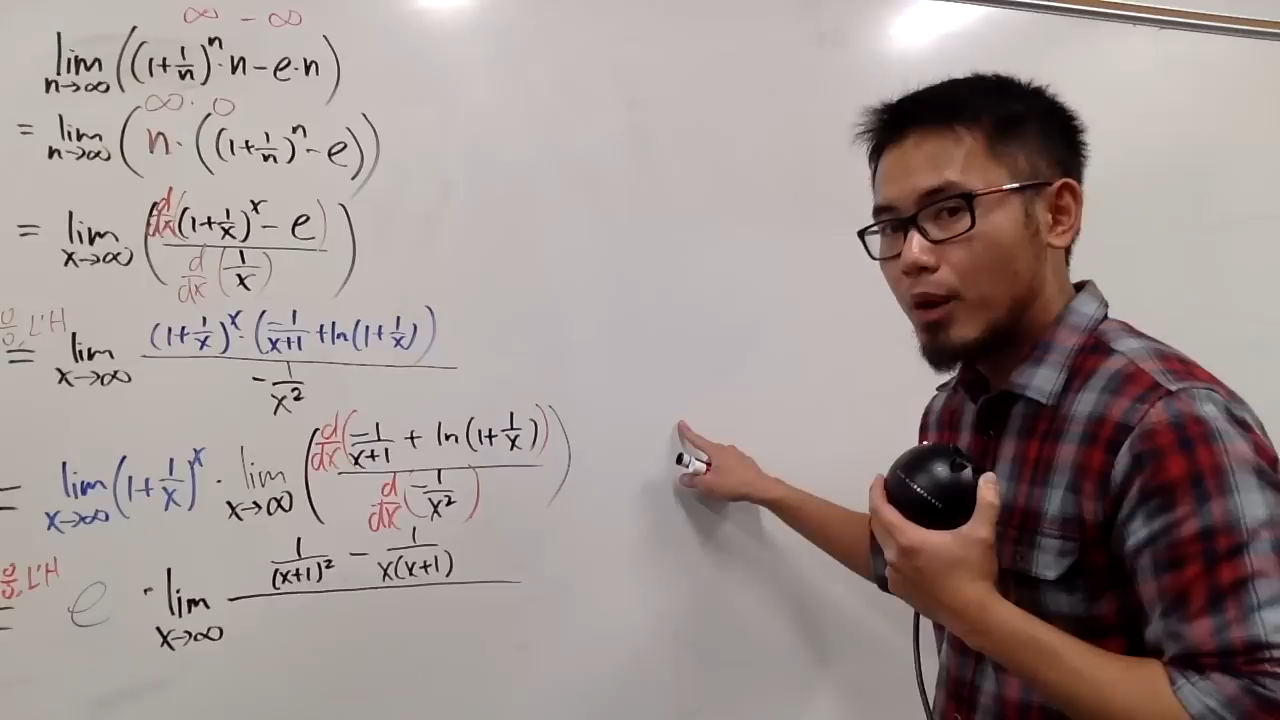 ∞ - ∞
lim n→∞ ((1+1/n)^n · n - e·n)
∞ · 0
= lim n→∞ (n · ((1+1/n)^n - e))
= lim x→∞ (d/dx((1+1/x)^x - e) / d/dx(1/x))
0/0, L'H
= lim x→∞ (1+1/x)^x · (-1/(x+1) + ln(1+1/x)) / (-1/x²)
= lim x→∞ (1+1/x)^x · lim x→∞ (d/dx(-1/(x+1) + ln(1+1/x)) / d/dx(-1/x²))
0/0, L'H
= e · lim x→∞ (1/(x+1)² - 1/(x(x+1))) /